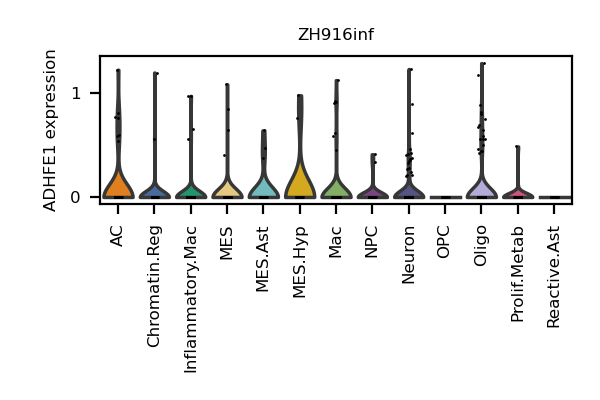 ZH916inf
ADHFE1 expression
1
0
AC
Chromatin.Reg
Inflammatory.Mac
MES
MES.Ast
MES.Hyp
Mac
NPC
Neuron
OPC
Oligo
Prolif.Metab
Reactive.Ast